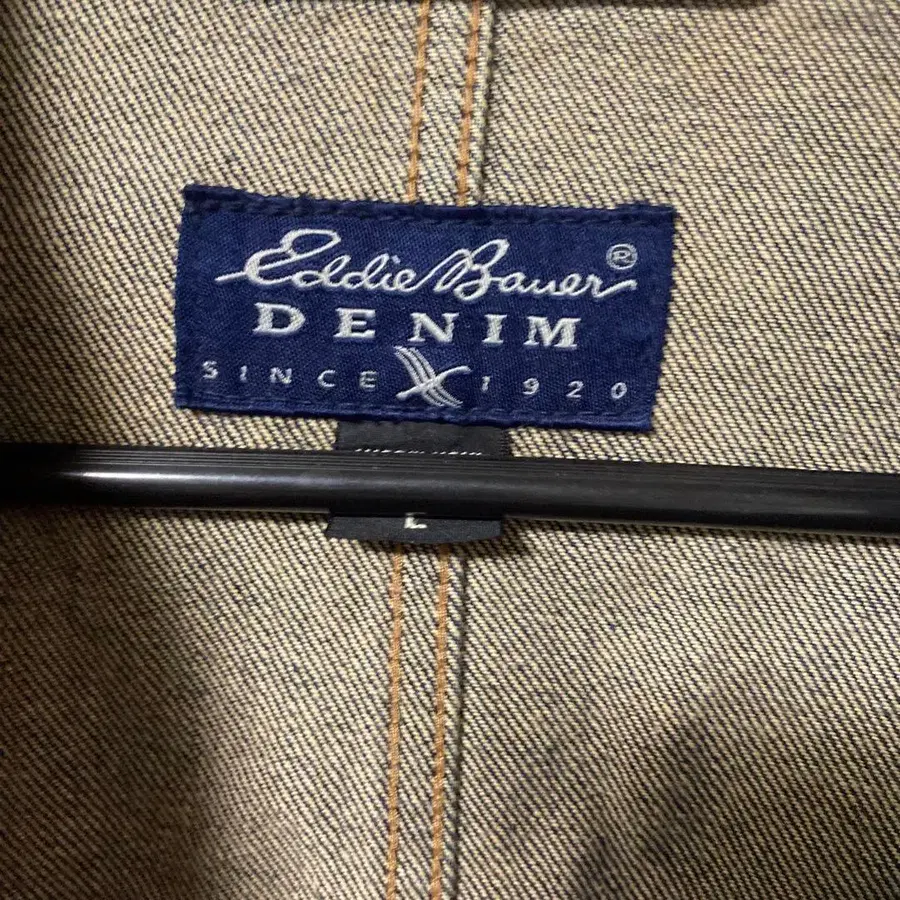 Eddie Bauer®
DENIM
SINCE 1920
L